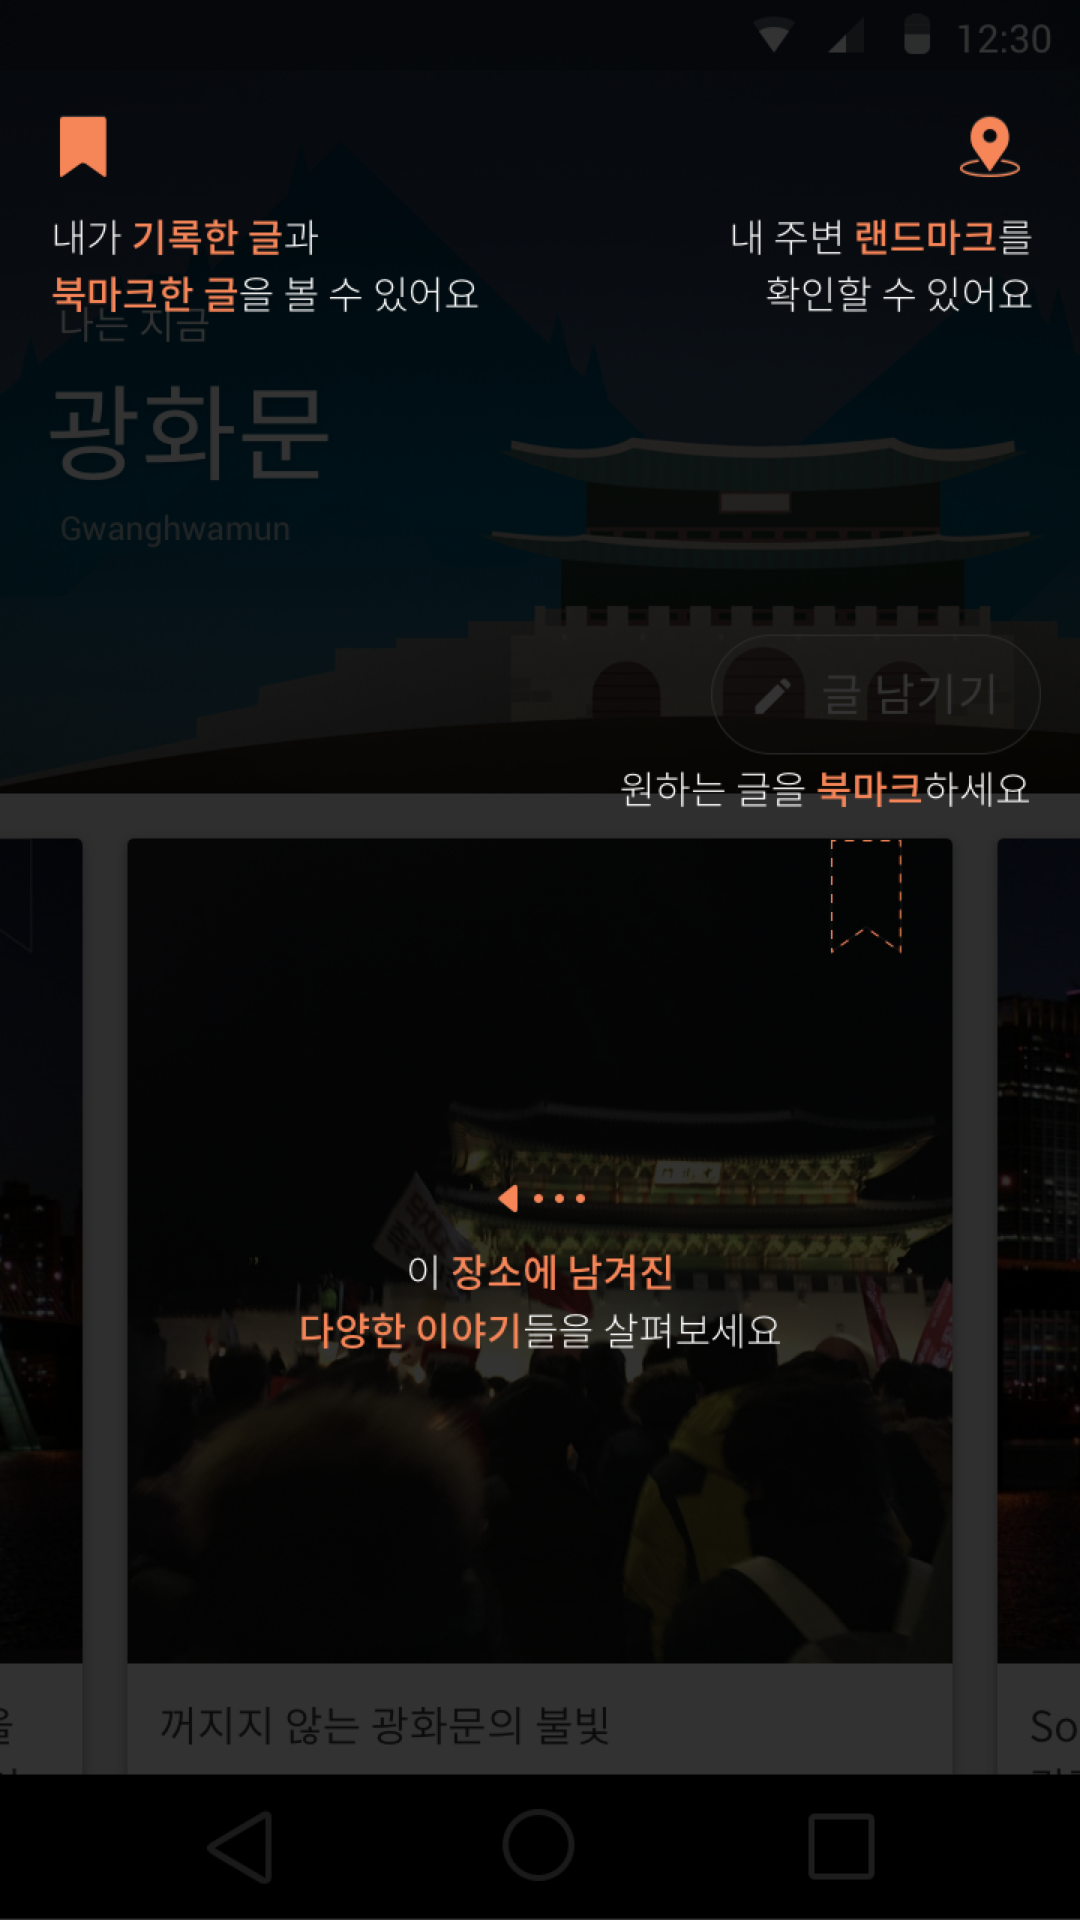 12:30
내가 기록한 글과
북마크한 글을 볼 수 있어요
내 주변 랜드마크를
확인할 수 있어요
나는 지금
광화문
Gwanghwamun
글 남기기
원하는 글을 북마크하세요
이 장소에 남겨진
다양한 이야기들을 살펴보세요
꺼지지 않는 광화문의 불빛
을
So